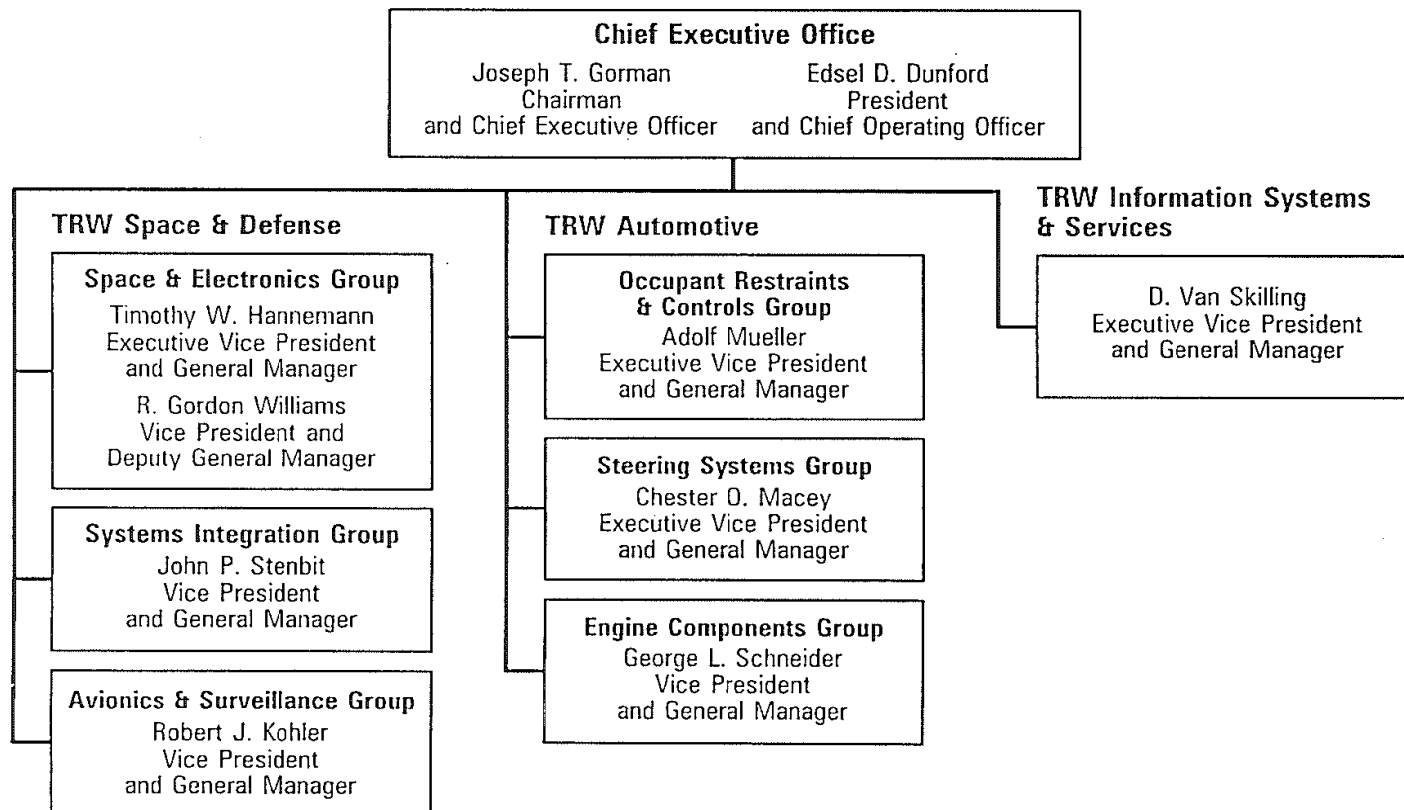 Chief Executive Office
Joseph T. Gorman
Chairman
and Chief Executive Officer
Edsel D. Dunford
President
and Chief Operating Officer
TRW Space & Defense
Space & Electronics Group
Timothy W. Hannemann
Executive Vice President
and General Manager
R. Gordon Williams
Vice President and
Deputy General Manager
Systems Integration Group
John P. Stenbit
Vice President
and General Manager
Avionics & Surveillance Group
Robert J. Kohler
Vice President
and General Manager
TRW Automotive
Occupant Restraints
& Controls Group
Adolf Mueller
Executive Vice President
and General Manager
Steering Systems Group
Chester O. Macey
Executive Vice President
and General Manager
Engine Components Group
George L. Schneider
Vice President
and General Manager
TRW Information Systems
& Services
D. Van Skilling
Executive Vice President
and General Manager